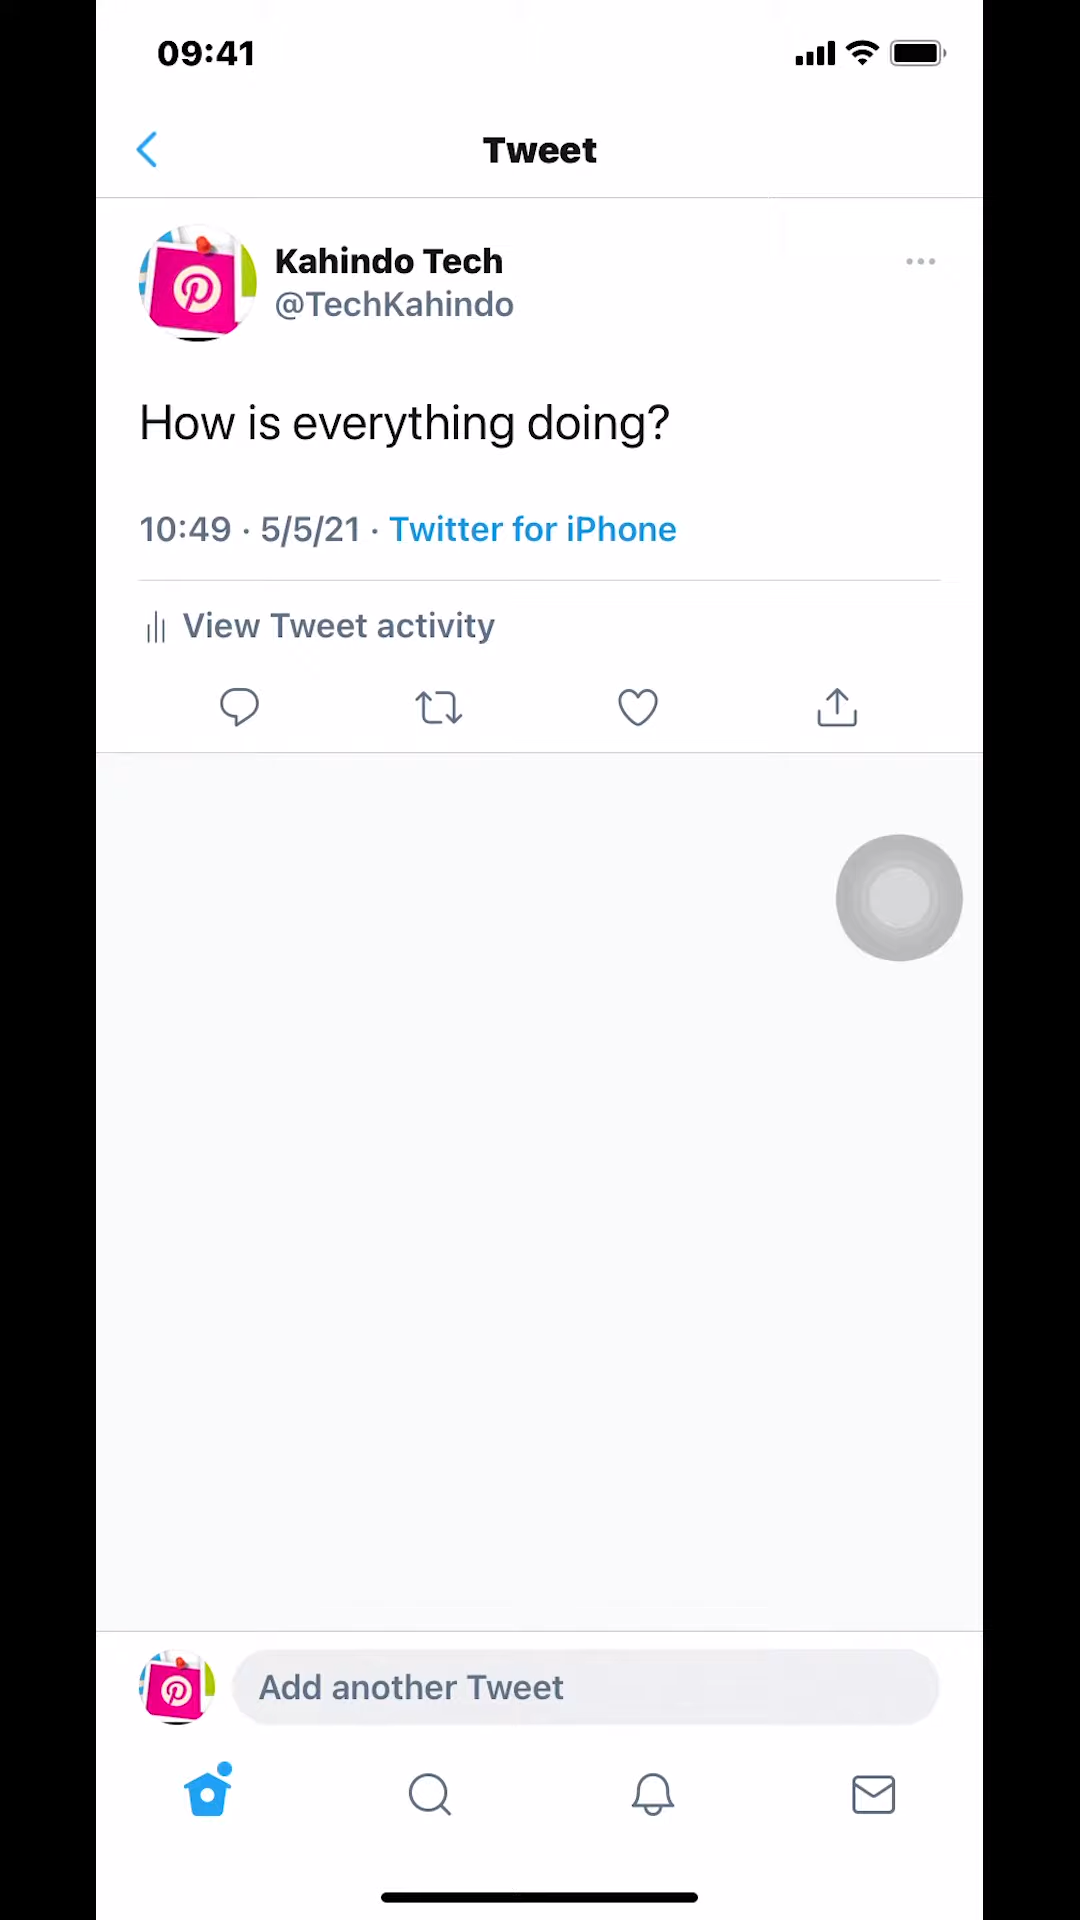 09:41
Tweet
Kahindo Tech
@TechKahindo
How is everything doing?
10:49 · 5/5/21 · Twitter for iPhone
View Tweet activity
Add another Tweet